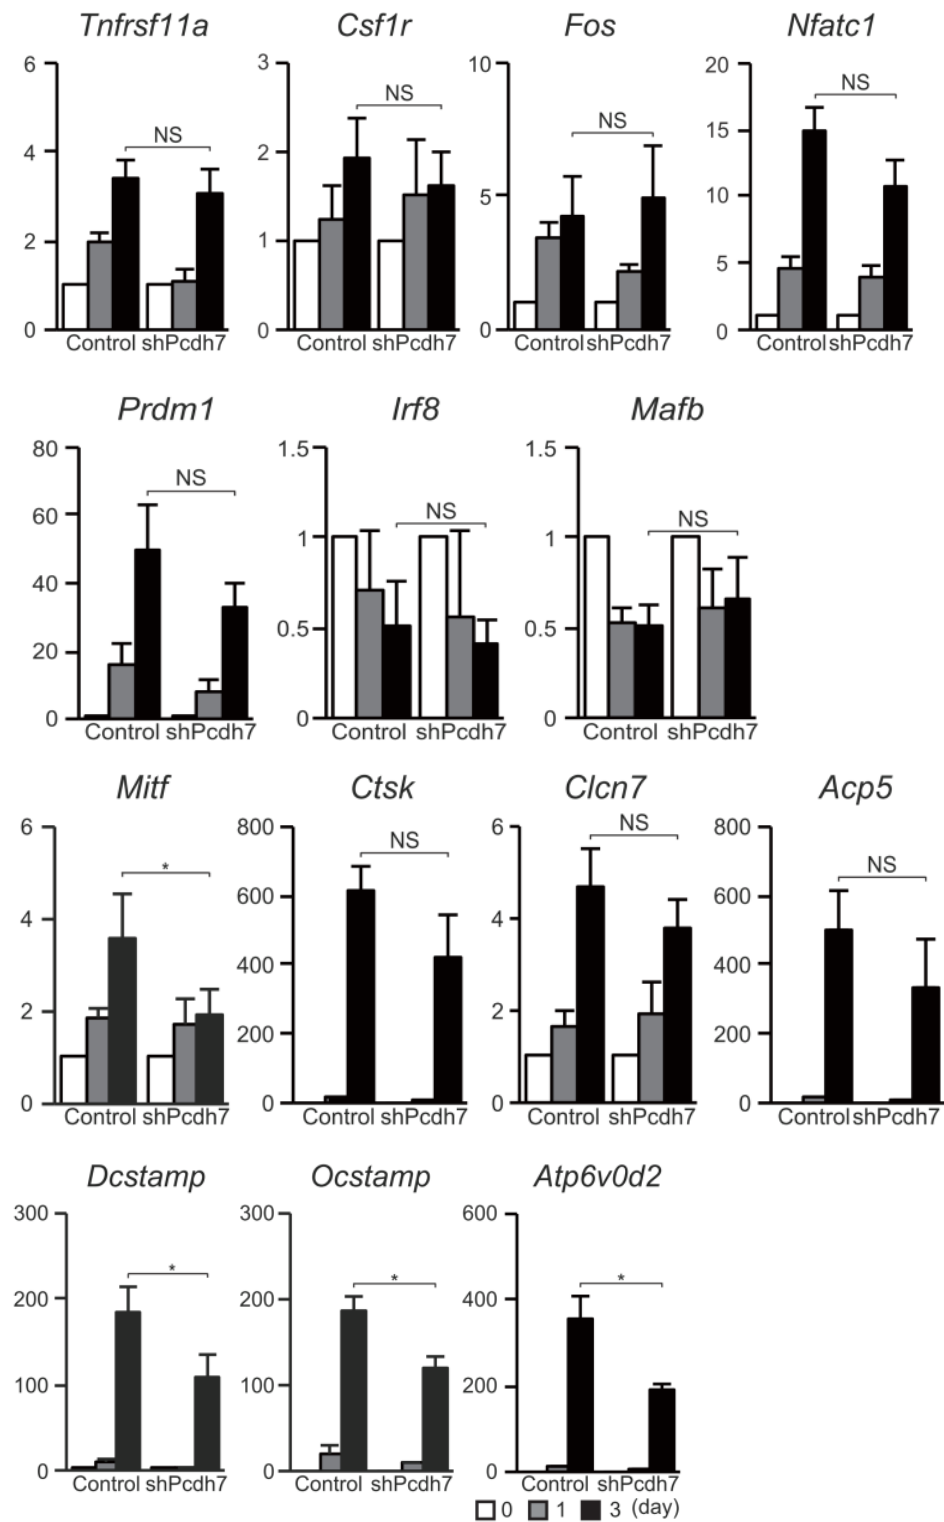 Tnfrsf11a Csf1r Fos Nfatc1
6 3 10 20
NS NS NS NS
15
4 2
5 10
2 1
5
0 0 0 0
Control shPcdh7 Control shPcdh7 Control shPcdh7 Control shPcdh7
Prdm1 Irf8 Mafb
80 1.5 1.5
NS NS NS
60
1 1
40
0.5 0.5
20
0 0 0
Control shPcdh7 Control shPcdh7 Control shPcdh7
Mitf Ctsk Clcn7 Acp5
6 800 6 800
* NS NS NS
4 600 4 600
400 400
2 200 2 200
0 0 0 0
Control shPcdh7 Control shPcdh7 Control shPcdh7 Control shPcdh7
Dcstamp Ocstamp Atp6v0d2
300 300 600
* * *
200 200 400
100 100 200
0 0 0
Control shPcdh7 Control shPcdh7 Control shPcdh7
0 1 3 (day)